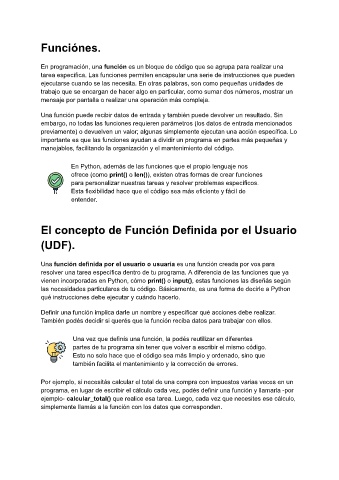 Funciónes.
En programación, una función es un bloque de código que se agrupa para realizar una
tarea específica. Las funciones permiten encapsular una serie de instrucciones que pueden
ejecutarse cuando se las necesita. En otras palabras, son como pequeñas unidades de
trabajo que se encargan de hacer algo en particular, como sumar dos números, mostrar un
mensaje por pantalla o realizar una operación más compleja.
Una función puede recibir datos de entrada y también puede devolver un resultado. Sin
embargo, no todas las funciones requieren parámetros (los datos de entrada mencionados
previamente) o devuelven un valor; algunas simplemente ejecutan una acción específica. Lo
importante es que las funciones ayudan a dividir un programa en partes más pequeñas y
manejables, facilitando la organización y el mantenimiento del código.
En Python, además de las funciones que el propio lenguaje nos
ofrece (como print() o len()), existen otras formas de crear funciones
para personalizar nuestras tareas y resolver problemas específicos.
Esta flexibilidad hace que el código sea más eficiente y fácil de
entender.
El concepto de Función Definida por el Usuario
(UDF).
Una función definida por el usuario o usuaria es una función creada por vos para
resolver una tarea específica dentro de tu programa. A diferencia de las funciones que ya
vienen incorporadas en Python, cómo print() o input(), estas funciones las diseñás según
las necesidades particulares de tu código. Básicamente, es una forma de decirle a Python
qué instrucciones debe ejecutar y cuándo hacerlo.
Definir una función implica darle un nombre y especificar qué acciones debe realizar.
También podés decidir si querés que la función reciba datos para trabajar con ellos.
Una vez que definís una función, la podés reutilizar en diferentes
partes de tu programa sin tener que volver a escribir el mismo código.
Esto no solo hace que el código sea más limpio y ordenado, sino que
también facilita el mantenimiento y la corrección de errores.
Por ejemplo, si necesitás calcular el total de una compra con impuestos varias veces en un
programa, en lugar de escribir el cálculo cada vez, podés definir una función y llamarla -por
ejemplo- calcular_total() que realice esa tarea. Luego, cada vez que necesites ese cálculo,
simplemente llamás a la función con los datos que corresponden.